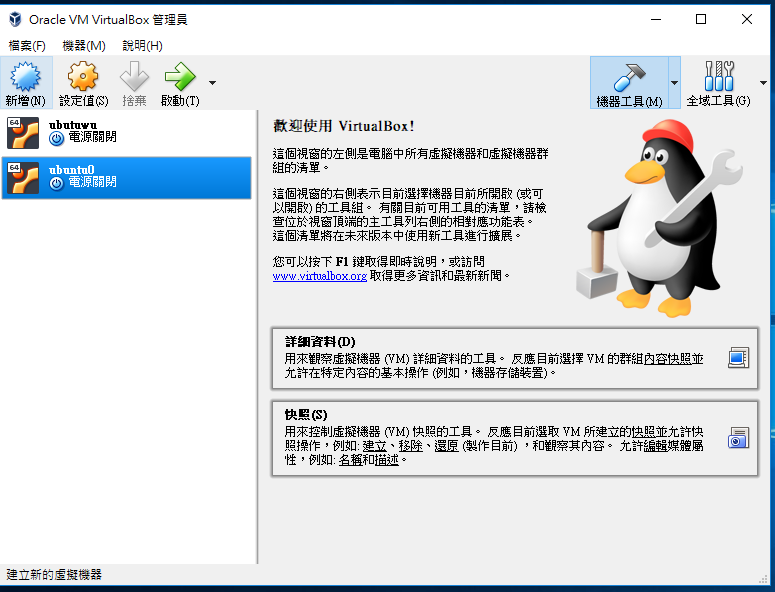 Oracle VM VirtualBox 管理員
檔案(F) 機器(M) 說明(H)
新增(N) 設定值(S) 捨棄 啟動(T) 機器工具(M) 全域工具(G)
64
ubutuwu
電源關閉
64
ubuntu0
電源關閉
歡迎使用 VirtualBox!
這個視窗的左側是電腦中所有虛擬機器和虛擬機器群
組的清單。
這個視窗的右側表示目前選擇機器目前所開啟 (或可
以開啟) 的工具組。 有關目前可用工具的清單，請檢
查位於視窗頂端的主工具列右側的相對應功能表。
這個清單將在未來版本中使用新工具進行擴展。
您可以按下 F1 鍵取得即時說明，或訪問
www.virtualbox.org 取得更多資訊和最新新聞。
詳細資料(D)
用來觀察虛擬機器 (VM) 詳細資料的工具。 反應目前選擇 VM 的群組內容快照並
允許在特定內容的基本操作 (例如，機器存儲裝置)。
快照(S)
用來控制虛擬機器 (VM) 快照的工具。 反應目前選取 VM 所建立的快照並允許快
照操作，例如: 建立、移除、還原 (製作目前) ，和觀察其內容。 允許編輯媒體屬
性，例如: 名稱和描述。
建立新的虛擬機器